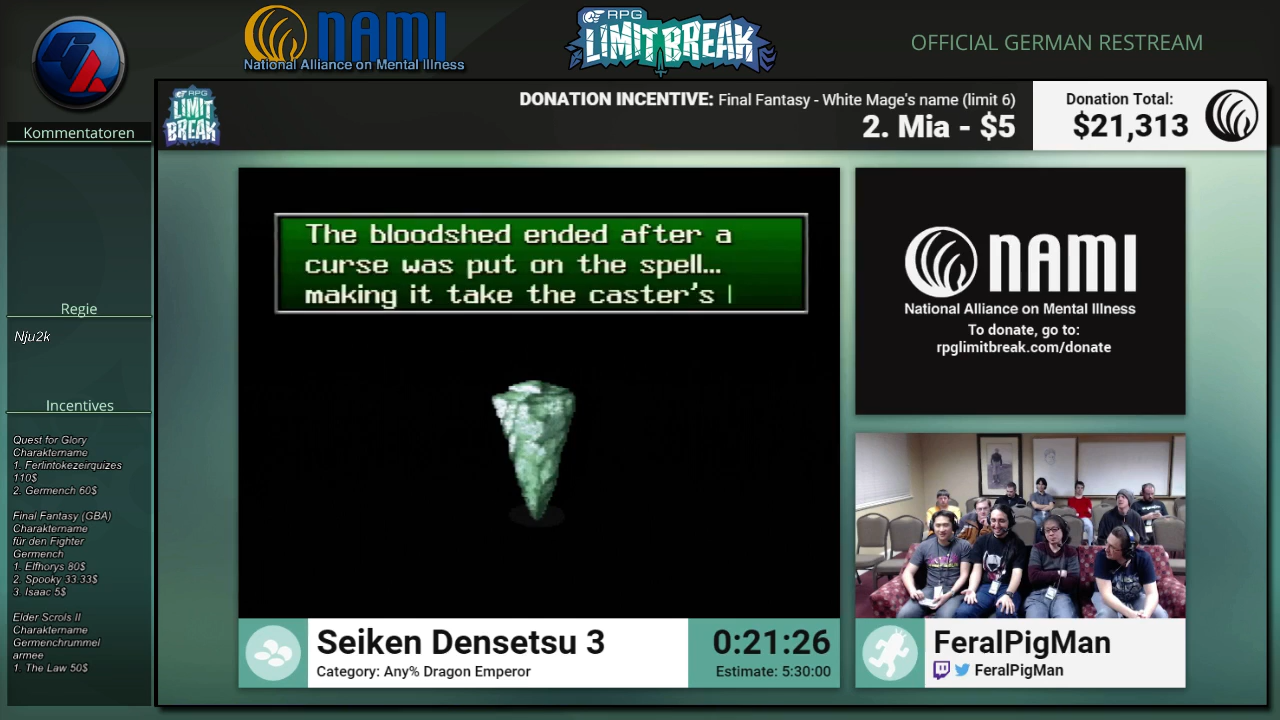 NAMI
National Alliance on Mental Illness
RPG
LIMIT BREAK
OFFICIAL GERMAN RESTREAM
Kommentatoren
Regie
Nju2k
Incentives
Quest for Glory
Charaktername
1. Ferlintokezeirquizes
110$
2. Germench 60$
Final Fantasy (GBA)
Charaktername
für den Fighter
Germench
1. Elfhorys 80$
2. Spooky 33.33$
3. Isaac 5$
Elder Scrolls II
Charaktername
Germenchrummel
armee
1. The Law 50$
RPG
LIMIT
BREAK
DONATION INCENTIVE: Final Fantasy - White Mage's name (limit 6)
2. Mia - $5
Donation Total:
$21,313
The bloodshed ended after a
curse was put on the spell...
making it take the caster's
NAMI
National Alliance on Mental Illness
To donate, go to:
rpglimitbreak.com/donate
Seiken Densetsu 3
Category: Any% Dragon Emperor
0:21:26
Estimate: 5:30:00
FeralPigMan
FeralPigMan